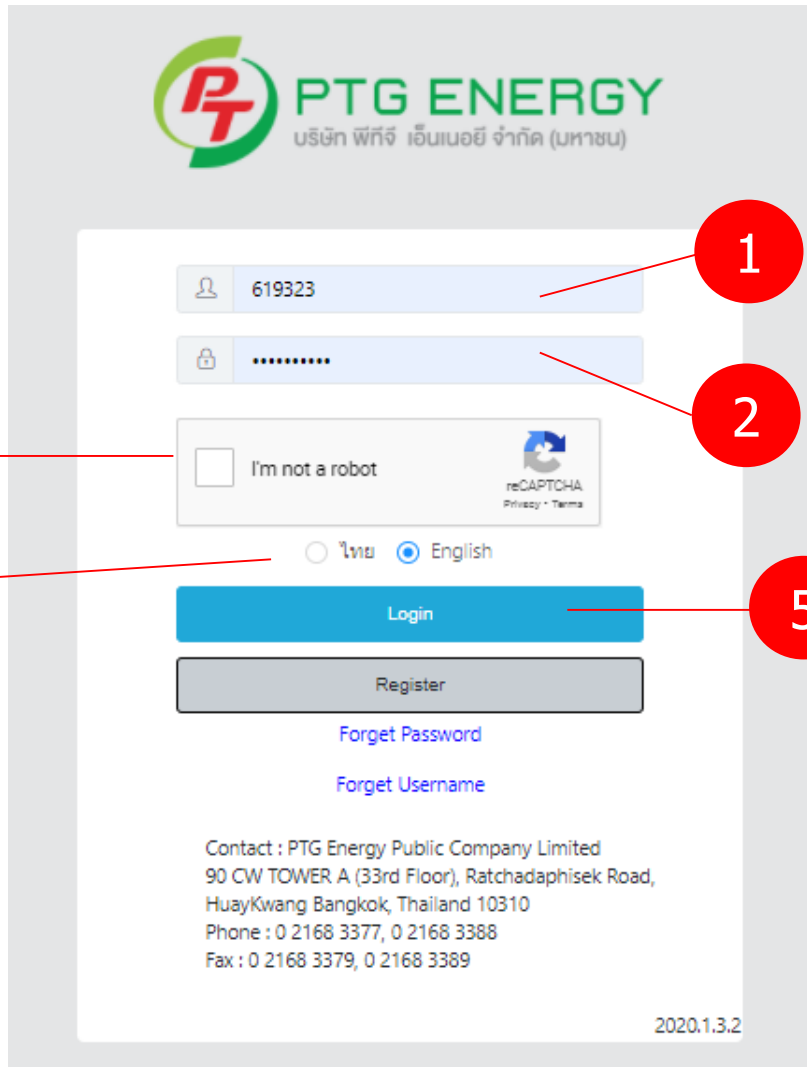 PT
PTG ENERGY
บริษัท พีทีจี เอ็นเนอยี จำกัด (มหาชน)
1
619323
2
I'm not a robot
reCAPTCHA
Privacy - Terms
ไทย English
Login
5
Register
Forget Password
Forget Username
Contact : PTG Energy Public Company Limited
90 CW TOWER A (33rd Floor), Ratchadaphisek Road,
HuayKwang Bangkok, Thailand 10310
Phone : 0 2168 3377, 0 2168 3388
Fax : 0 2168 3379, 0 2168 3389
2020.1.3.2